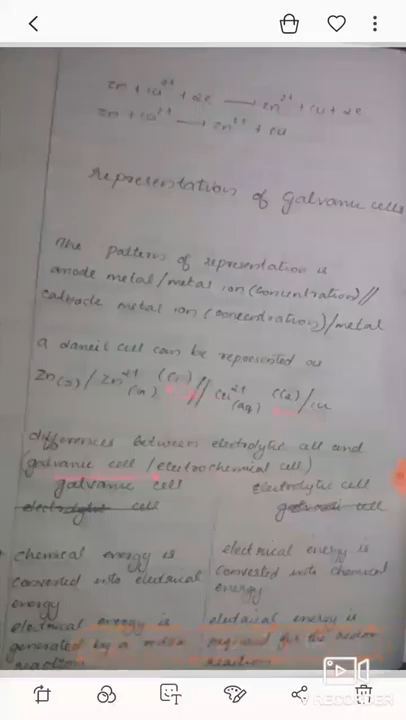 Zn + Cu2+ + 2e → Zn2+ + Cu + 2e
Zn + Cu2+ → Zn2+ + Cu
Representation of Galvanic cells
The patterns of representation is
anode metal/metal ion (concentration)//
cathode metal ion (concentration)/metal
a daneil cell can be represented as
Zn(s) / Zn2+ (C1) // Cu2+ (C2) / Cu
(aq)
differences between electrolytic cell and
(galvanic cell / electrochemical cell)
galvanic cell electrolytic cell
electrolytic cell galvanic cell
chemical energy is electrical energy is
converted into electrical converted into chemical
energy energy
electrical energy is electrical energy is
generated by a redox required for the redox
reaction reaction
V RECORDER